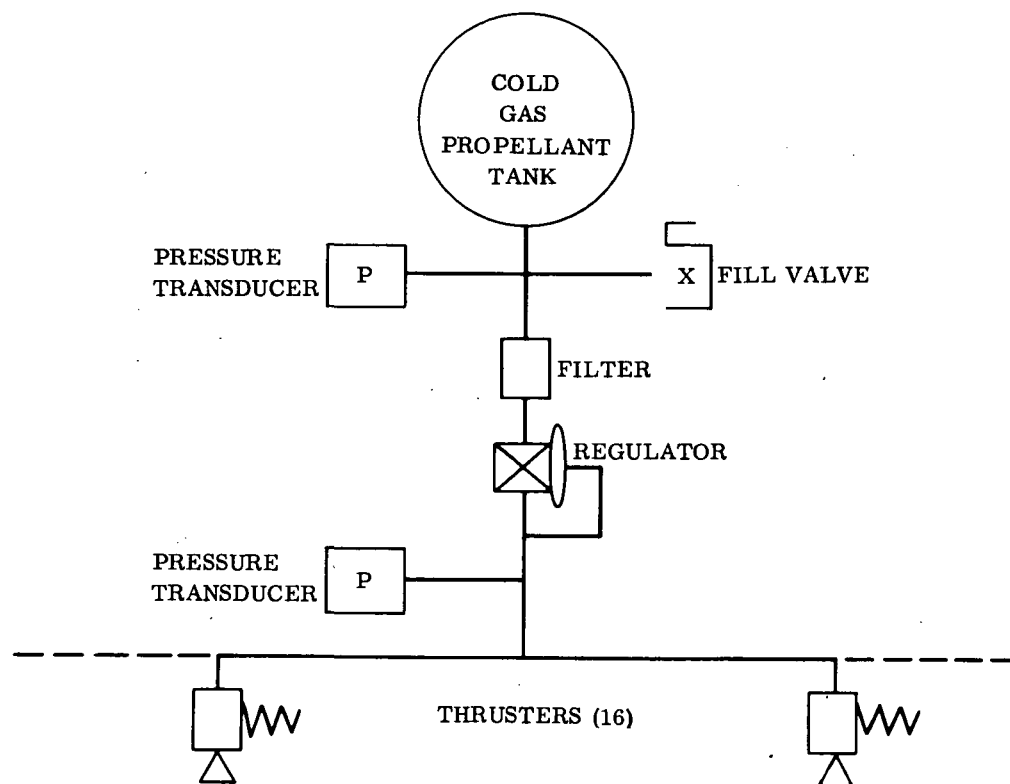 COLD
GAS
PROPELLANT
TANK
PRESSURE
TRANSDUCER
P
X
FILL VALVE
FILTER
REGULATOR
PRESSURE
TRANSDUCER
P
THRUSTERS (16)